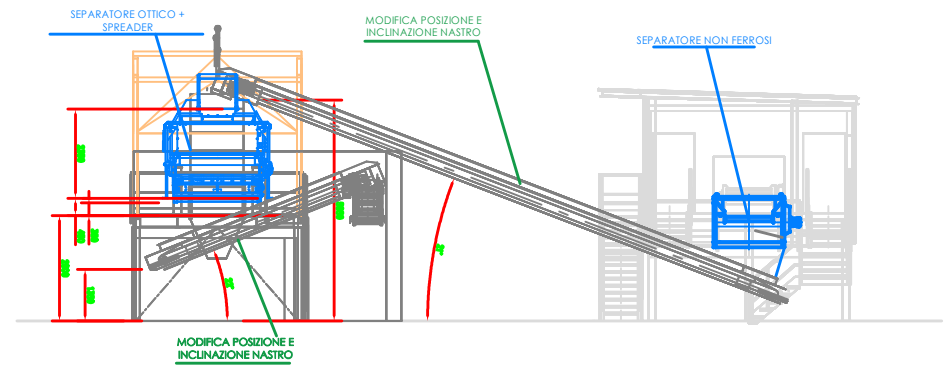 SEPARATORE OTTICO +
SPREADER
MODIFICA POSIZIONE E
INCLINAZIONE NASTRO
SEPARATORE NON FERROSI
MODIFICA POSIZIONE E
INCLINAZIONE NASTRO